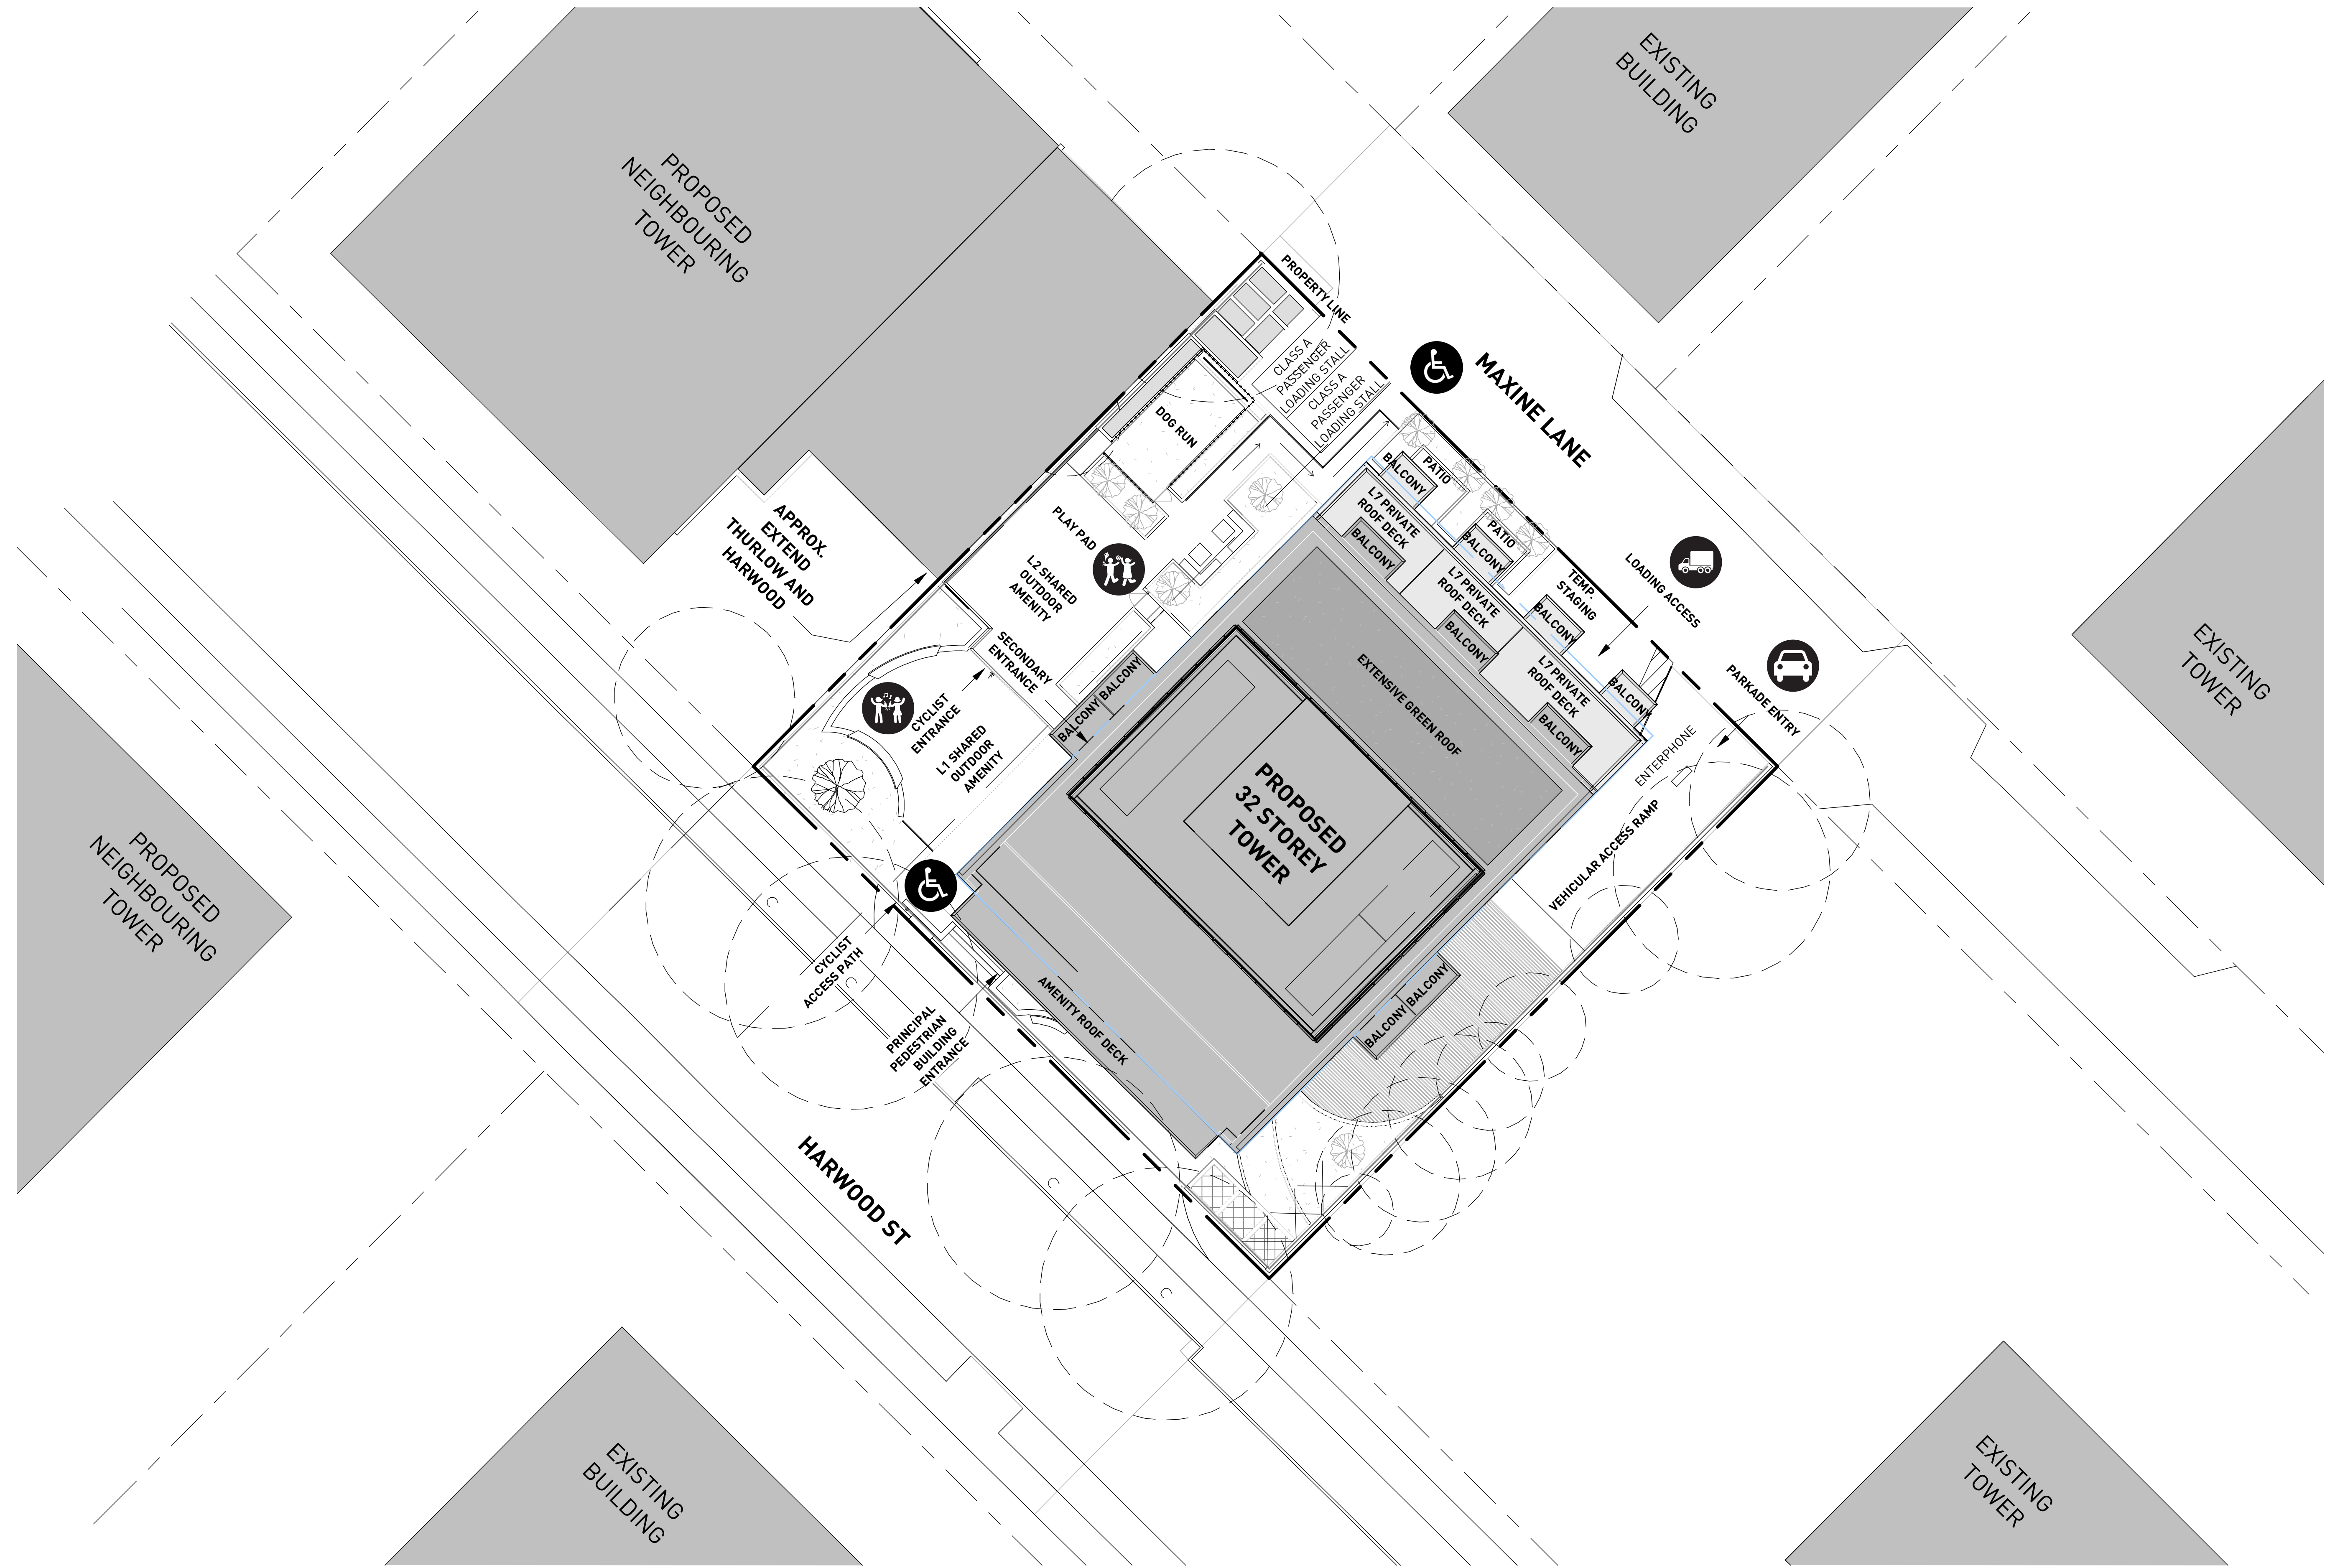 EXISTING
BUILDING
PROPOSED
NEIGHBOURING
TOWER
PROPERTY LINE
CLASS A
PASSENGER
LOADING STALL
CLASS A
PASSENGER
LOADING STALL
MAXINE LANE
DOG RUN
BALCONY
PATIO
L7 PRIVATE
ROOF DECK
BALCONY
PATIO
BALCONY
L7 PRIVATE
ROOF DECK
BALCONY
TEMP.
STAGING
BALCONY
L7 PRIVATE
ROOF DECK
BALCONY
BALCONY
LOADING ACCESS
PARKADE ENTRY
ENTERPHONE
VEHICULAR ACCESS RAMP
APPROX.
EXTEND
THURLOW AND
HARWOOD
PLAY PAD
L2 SHARED
OUTDOOR
AMENITY
SECONDARY
ENTRANCE
CYCLIST
ENTRANCE
L1 SHARED
OUTDOOR
AMENITY
BALCONY
BALCONY
EXTENSIVE GREEN ROOF
PROPOSED
32 STOREY
TOWER
EXISTING
TOWER
PROPOSED
NEIGHBOURING
TOWER
CYCLIST
ACCESS PATH
PRINCIPAL
PEDESTRIAN
BUILDING
ENTRANCE
AMENITY ROOF DECK
BALCONY
BALCONY
HARWOOD ST
C
C
C
C
EXISTING
BUILDING
EXISTING
TOWER